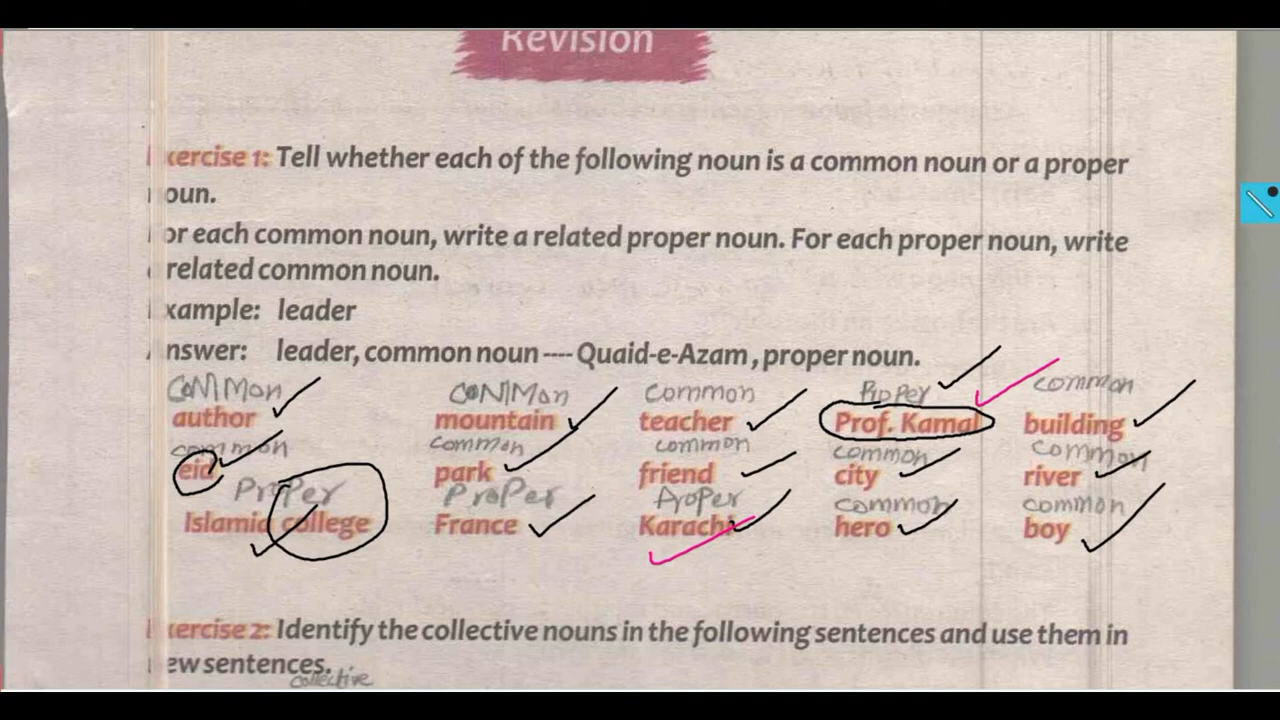 Revision
xercise 1: Tell whether each of the following noun is a common noun or a proper
oun.
or each common noun, write a related proper noun. For each proper noun, write
related common noun.
xample: leader
nswer: leader, common noun ---- Quaid-e-Azam, proper noun.
common common common Proper common
author mountain teacher Prof. Kamal building
common common common common common
eid park friend city river
Proper Proper Proper common common
Islamia college France Karachi hero boy
xercise 2: Identify the collective nouns in the following sentences and use them in
ew sentences.
collective